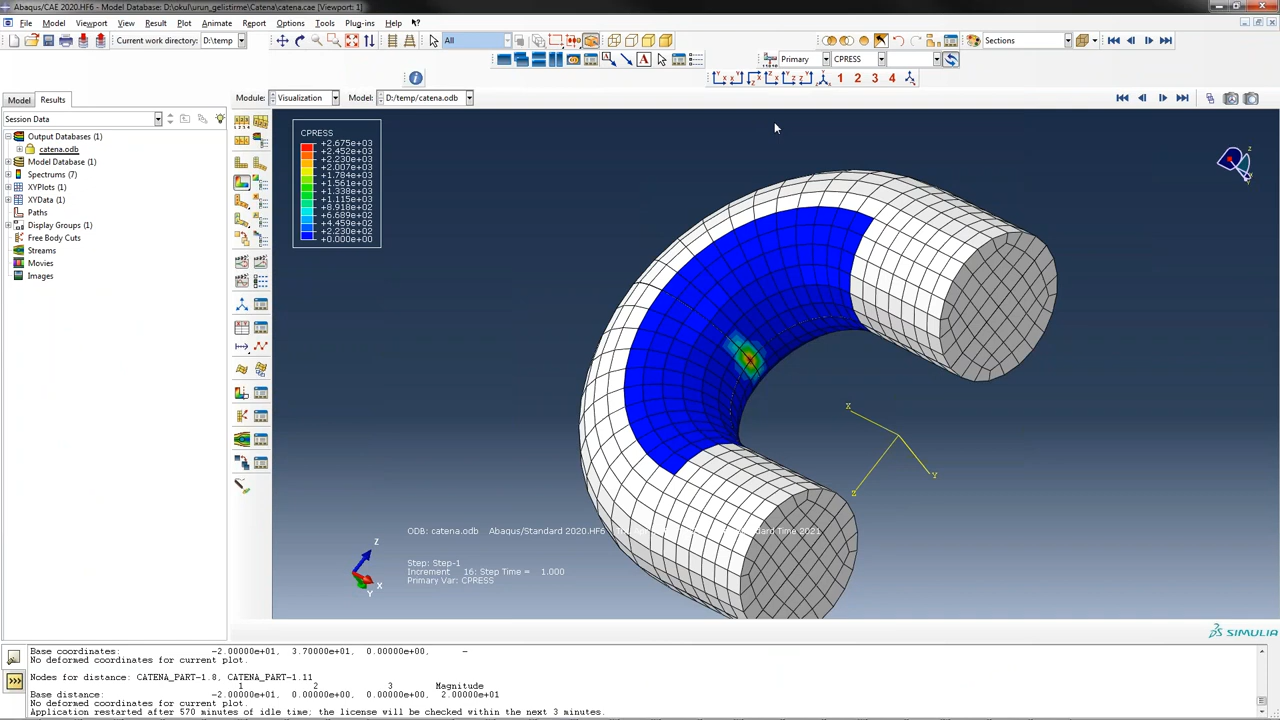 Abaqus/CAE 2020.HF6 - Model Database: D:\okul\urun_gelistirme\Catena\catena.cae [Viewport: 1]
File Model Viewport View Result Plot Animate Report Options Tools Plug-ins Help
Current work directory: D:\temp
All
Sections
Primary CPRESS
1 2 3 4
Model Results
Module: Visualization Model: D:/temp/catena.odb
Session Data
Output Databases (1)
catena.odb
Model Database (1)
Spectrums (7)
XYPlots (1)
XYData (1)
Paths
Display Groups (1)
Free Body Cuts
Streams
Movies
Images
CPRESS
+2.675e+03
+2.452e+03
+2.230e+03
+2.007e+03
+1.784e+03
+1.561e+03
+1.338e+03
+1.115e+03
+8.918e+02
+6.689e+02
+4.459e+02
+2.230e+02
+0.000e+00
X
Y
Z
ODB: catena.odb Abaqus/Standard 2020.HF6
Standard Time 2021
Step: Step-1
Increment 16: Step Time = 1.000
Primary Var: CPRESS
Z
X
Y
SIMULIA
Base coordinates:
-2.00000e+01, 3.70000e+01, 0.00000e+00, -
No deformed coordinates for current plot.
Nodes for distance: CATENA_PART-1.8, CATENA_PART-1.11
1 2 3 Magnitude
Base distance:
-2.00000e+01, 0.00000e+00, 0.00000e+00, 2.00000e+01
No deformed coordinates for current plot.
Application restarted after 570 minutes of idle time; the license will be checked within the next 3 minutes.